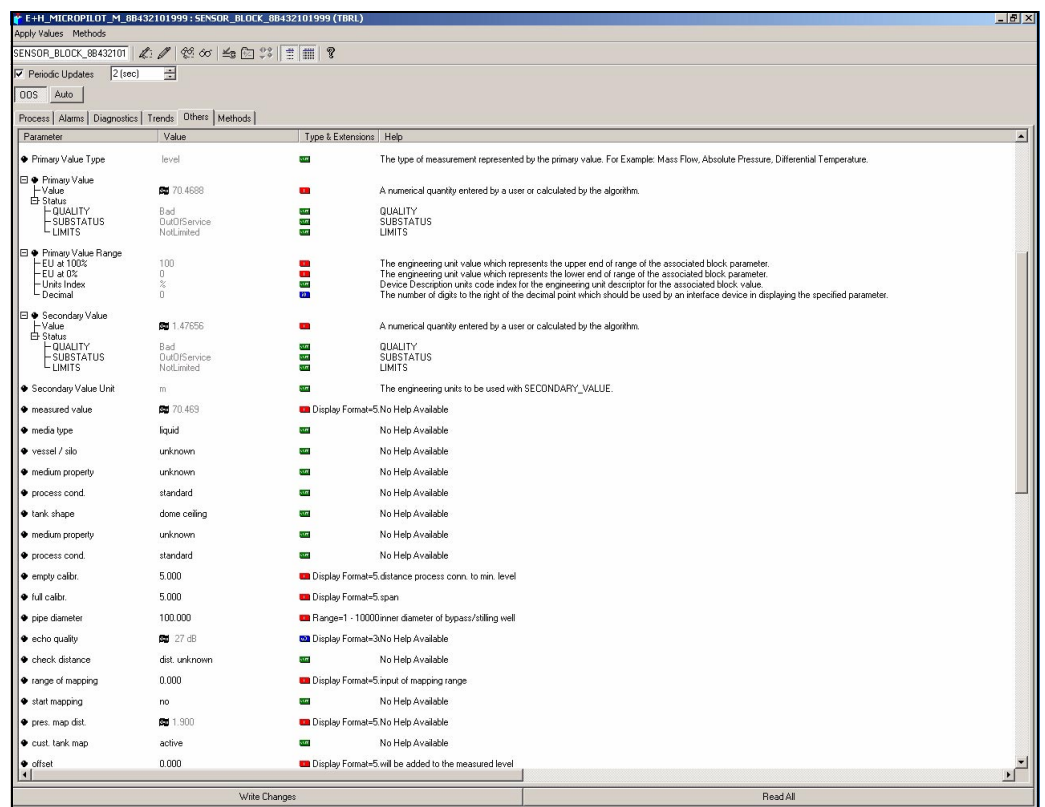 E+H_MICROPILOT_M_8B432101999 : SENSOR_BLOCK_8B432101999 (TBRL)
Apply Values Methods
SENSOR_BLOCK_8B432101
Periodic Updates 2 (sec)
OOS Auto
Process Alarms Diagnostics Trends Others Methods
Parameter Value Type & Extensions Help
Primary Value Type level The type of measurement represented by the primary value. For Example: Mass Flow, Absolute Pressure, Differential Temperature.
Primary Value
Value 70.4688 A numerical quantity entered by a user or calculated by the algorithm.
Status
QUALITY Bad QUALITY
SUBSTATUS OutOfService SUBSTATUS
LIMITS NotLimited LIMITS
Primary Value Range
EU at 100% 100 The engineering unit value which represents the upper end of range of the associated block parameter.
EU at 0% 0 The engineering unit value which represents the lower end of range of the associated block parameter.
Units Index % Device Description units code index for the engineering unit descriptor for the associated block value.
Decimal 0 The number of digits to the right of the decimal point which should be used by an interface device in displaying the specified parameter.
Secondary Value
Value 1.47656 A numerical quantity entered by a user or calculated by the algorithm.
Status
QUALITY Bad QUALITY
SUBSTATUS OutOfService SUBSTATUS
LIMITS NotLimited LIMITS
Secondary Value Unit m The engineering units to be used with SECONDARY_VALUE.
measured value 70.469 Display Format=5. No Help Available
media type liquid No Help Available
vessel / silo unknown No Help Available
medium property unknown No Help Available
process cond. standard No Help Available
tank shape dome ceiling No Help Available
medium property unknown No Help Available
process cond. standard No Help Available
empty calibr. 5.000 Display Format=5. distance process conn. to min. level
full calibr. 5.000 Display Format=5. span
pipe diameter 100.000 Range=1 - 10000 inner diameter of bypass/stilling well
echo quality 27 dB Display Format=3 No Help Available
check distance dist. unknown No Help Available
range of mapping 0.000 Display Format=5. input of mapping range
start mapping no No Help Available
pres. map dist. 1.900 Display Format=5. No Help Available
cust. tank map active No Help Available
offset 0.000 Display Format=5. will be added to the measured level
Write Changes Read All